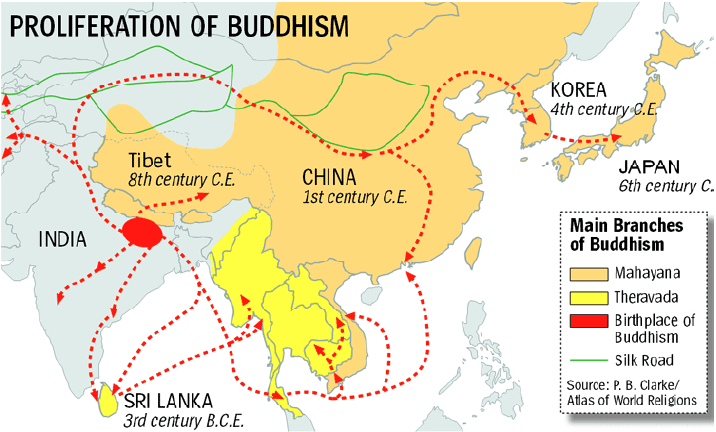 PROLIFERATION OF BUDDHISM
KOREA
4th century C.E.
Tibet
8th century C.E.
CHINA
1st century C.E.
JAPAN
6th century C.
INDIA
SRI LANKA
3rd century B.C.E.
Main Branches
of Buddhism
Mahayana
Theravada
Birthplace of
Buddhism
Silk Road
Source: P. B. Clarke/
Atlas of World Religions